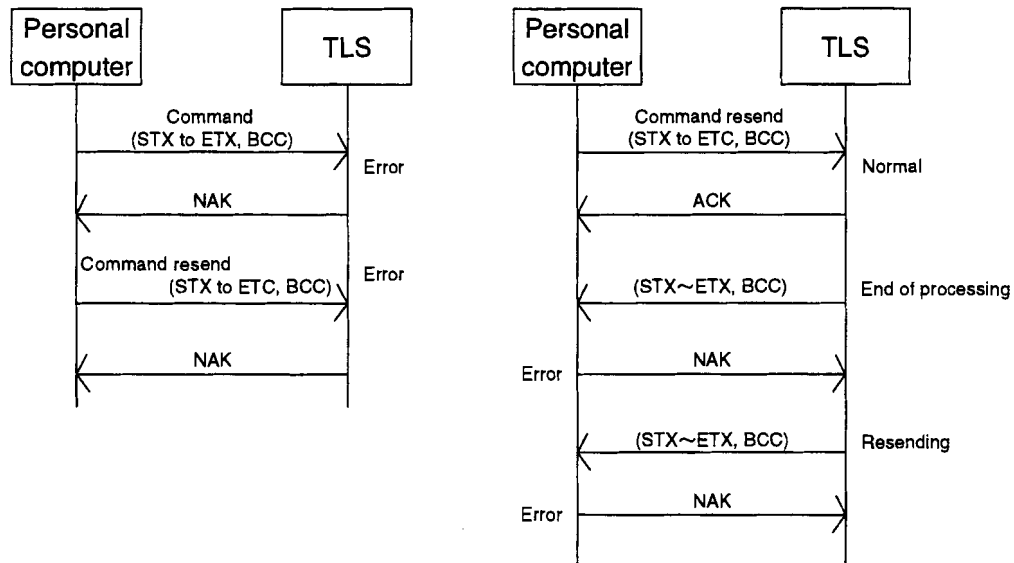 Personal
computer
TLS
Command
(STX to ETX, BCC)
Error
NAK
Command resend
Error
(STX to ETC, BCC)
NAK
Personal
computer
TLS
Command resend
(STX to ETC, BCC)
Normal
ACK
(STX～ETX, BCC)
End of processing
NAK
Error
(STX～ETX, BCC)
Resending
NAK
Error